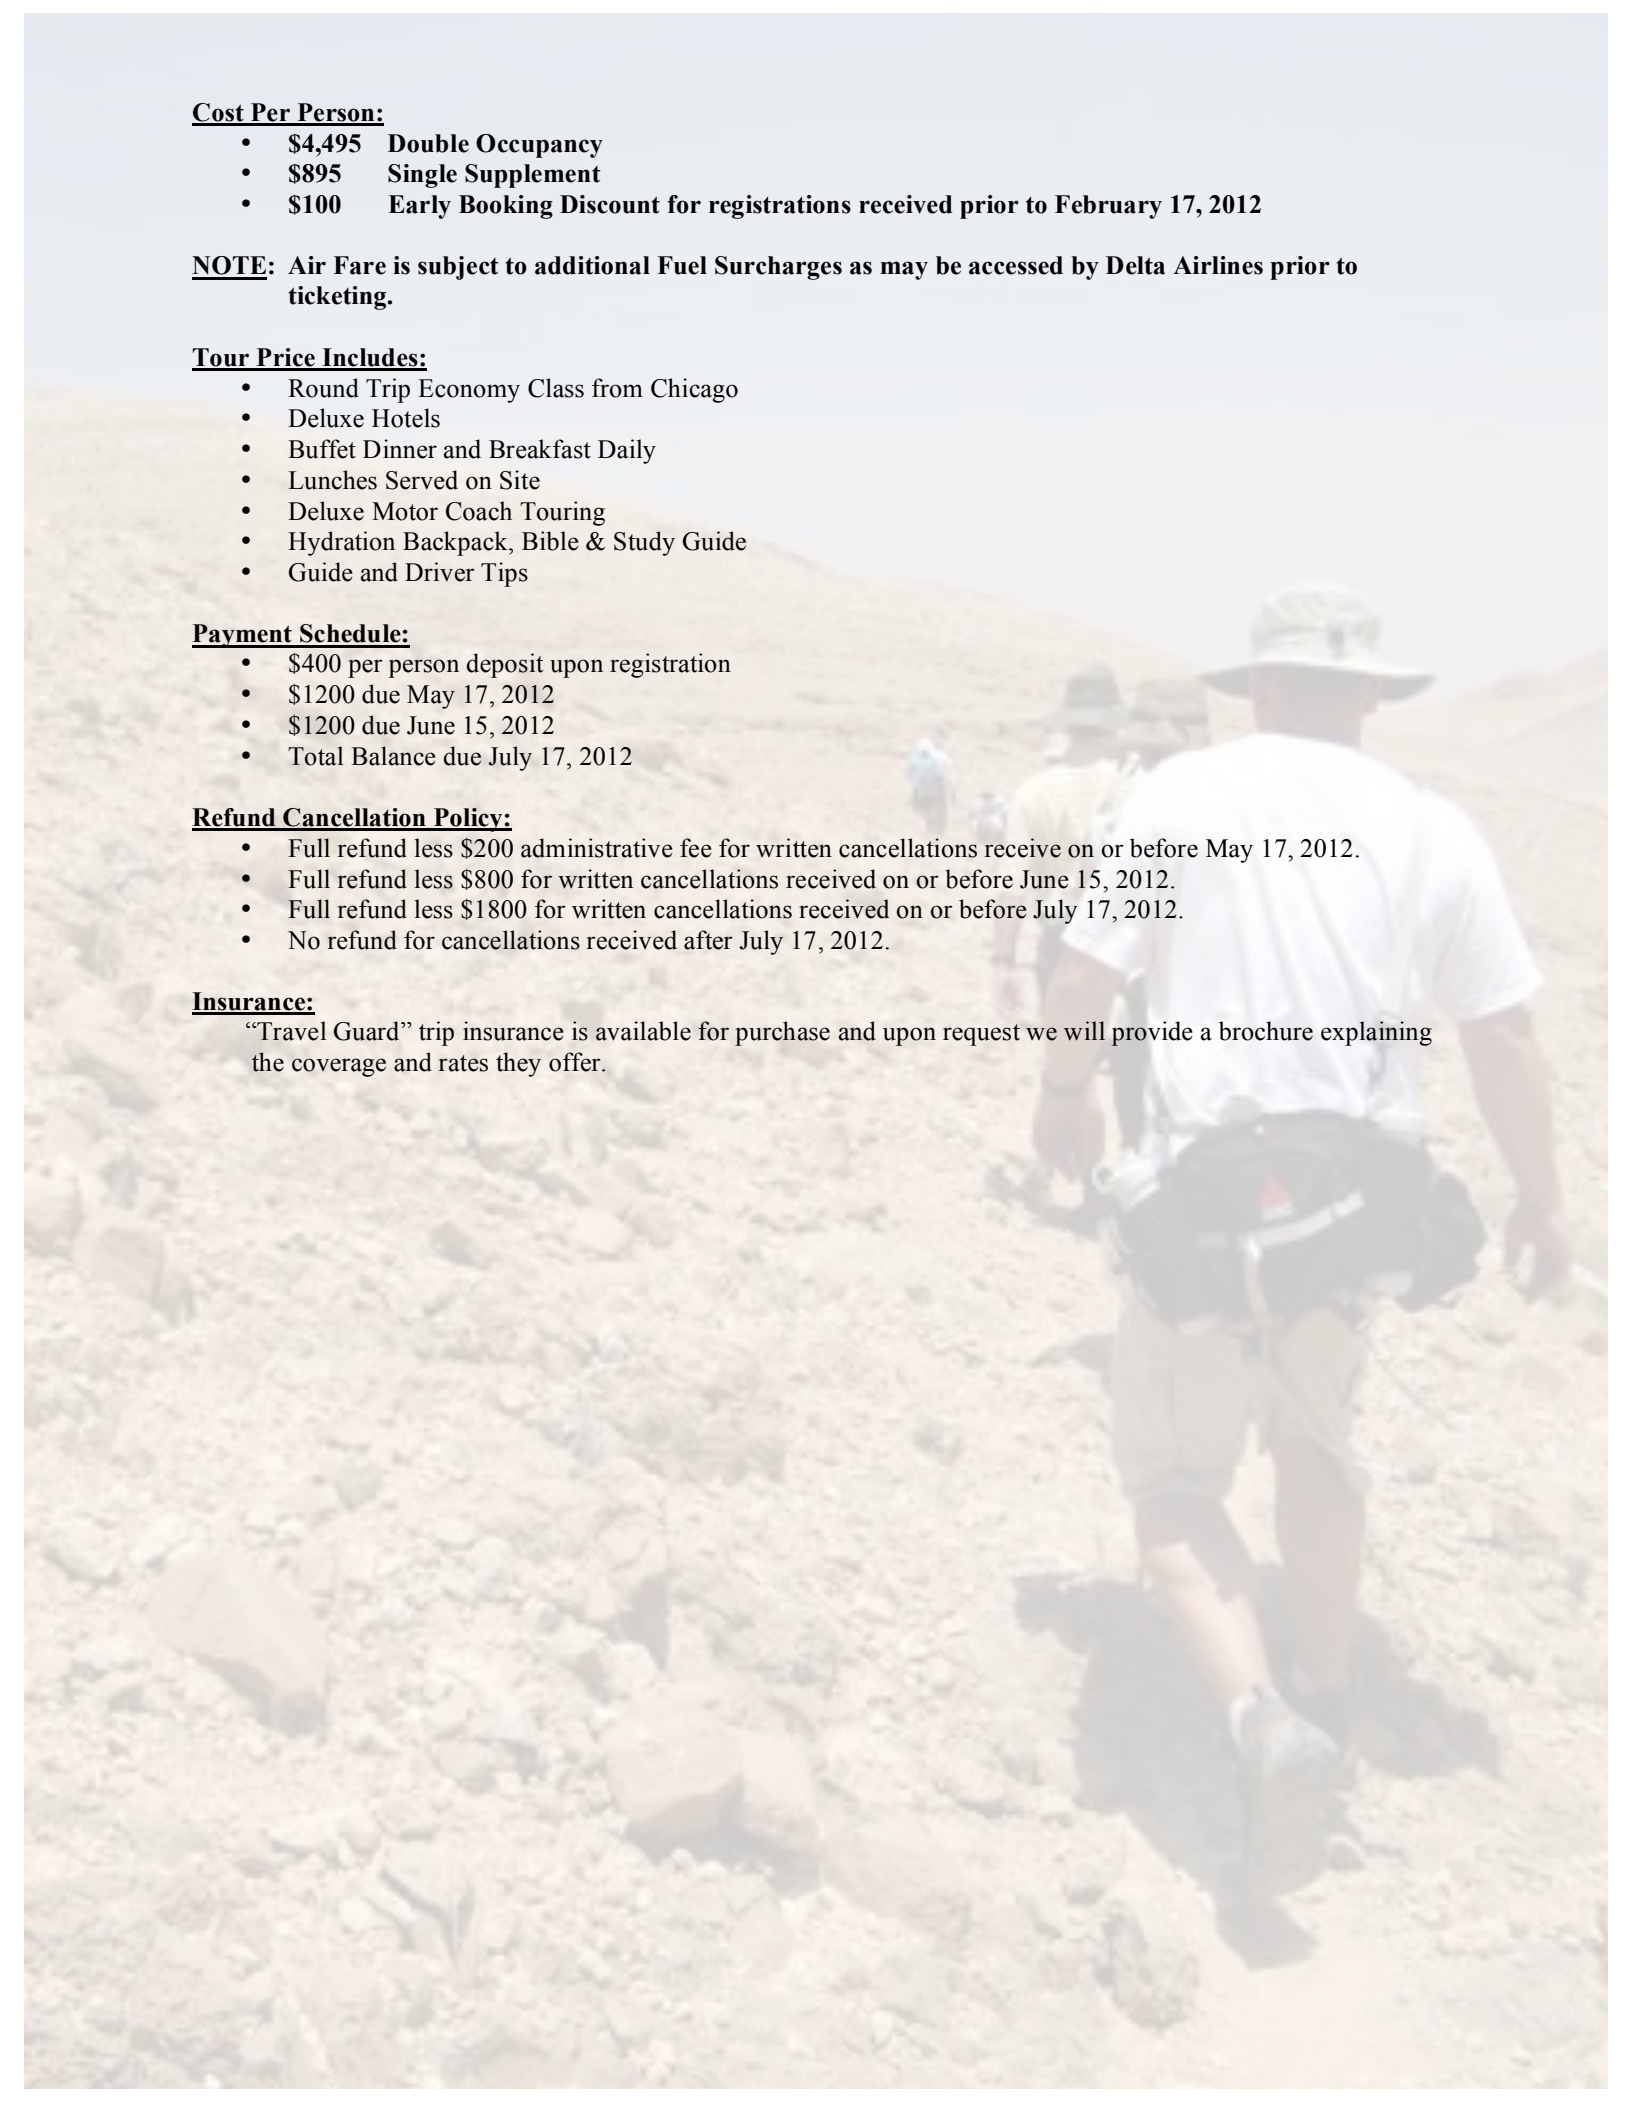 Cost Per Person:
• $4,495 Double Occupancy
• $895 Single Supplement
• $100 Early Booking Discount for registrations received prior to February 17, 2012
NOTE: Air Fare is subject to additional Fuel Surcharges as may be accessed by Delta Airlines prior to
ticketing.
Tour Price Includes:
• Round Trip Economy Class from Chicago
• Deluxe Hotels
• Buffet Dinner and Breakfast Daily
• Lunches Served on Site
• Deluxe Motor Coach Touring
• Hydration Backpack, Bible & Study Guide
• Guide and Driver Tips
Payment Schedule:
• $400 per person deposit upon registration
• $1200 due May 17, 2012
• $1200 due June 15, 2012
• Total Balance due July 17, 2012
Refund Cancellation Policy:
• Full refund less $200 administrative fee for written cancellations receive on or before May 17, 2012.
• Full refund less $800 for written cancellations received on or before June 15, 2012.
• Full refund less $1800 for written cancellations received on or before July 17, 2012.
• No refund for cancellations received after July 17, 2012.
Insurance:
“Travel Guard” trip insurance is available for purchase and upon request we will provide a brochure explaining
the coverage and rates they offer.